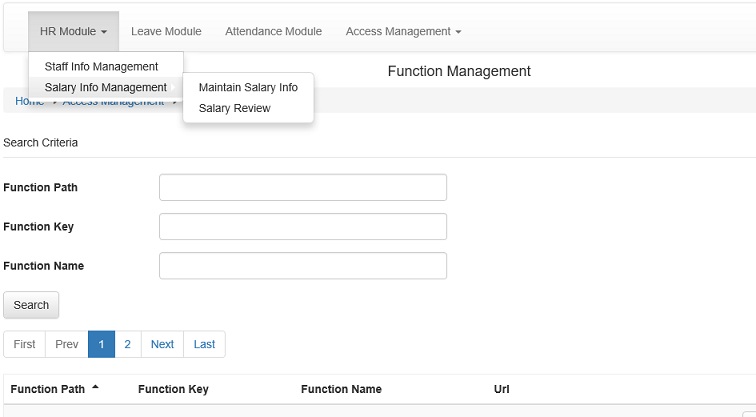 HR Module Leave Module Attendance Module Access Management
Staff Info Management
Function Management
Salary Info Management Maintain Salary Info
Home Access Management Salary Review
Search Criteria
Function Path
Function Key
Function Name
Search
First Prev 1 2 Next Last
Function Path Function Key Function Name Url